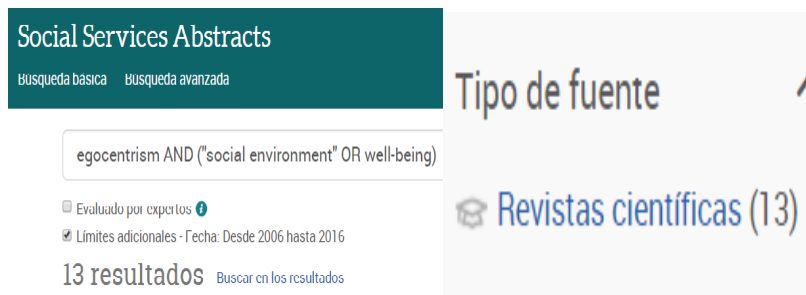 Social Services Abstracts
Búsqueda básica Búsqueda avanzada
egocentrism AND ("social environment" OR well-being)
Evaluado por expertos
Límites adicionales - Fecha: Desde 2006 hasta 2016
13 resultados Buscar en los resultados
Tipo de fuente
Revistas científicas (13)